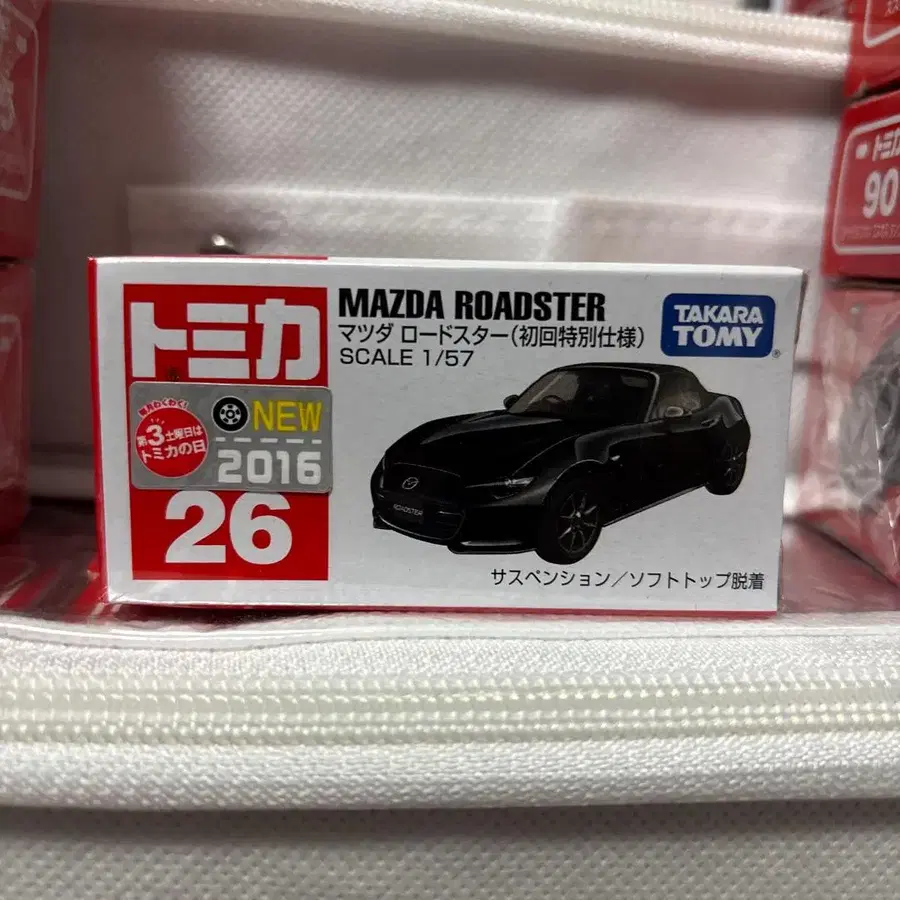 トミカ
MAZDA ROADSTER
マツダ ロードスター(初回特別仕様)
SCALE 1/57
TAKARA
TOMY
®
毎月わくわく!
第3土曜日は
トミカの日
NEW
2016
26
ROADSTER
サスペンション/ソフトトップ脱着
トミカ
90